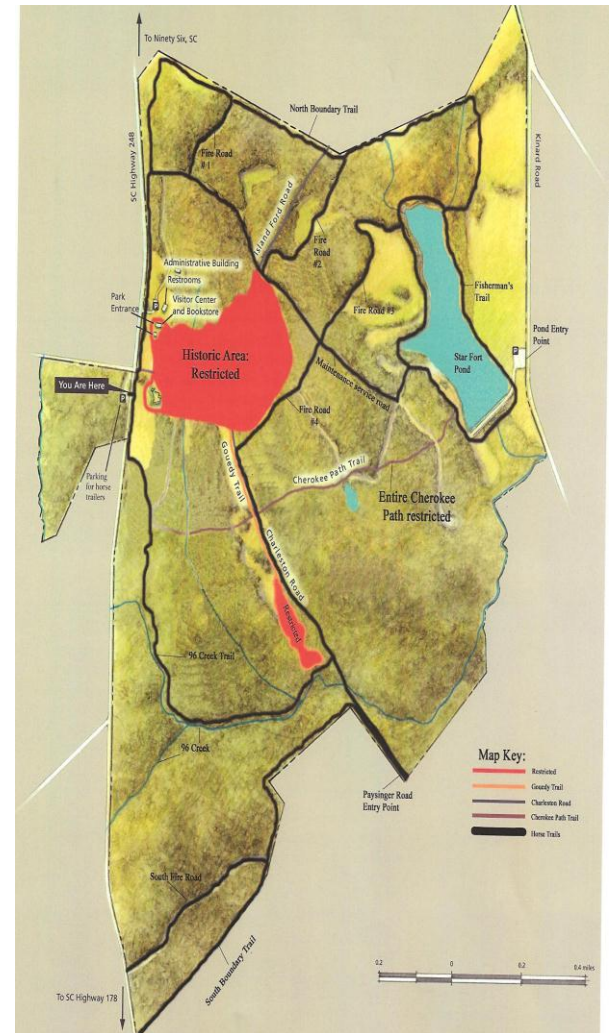 To Ninety Six, SC
North Boundary Trail
SC Highway 248
Kinard Road
Fire Road
# 1
Island Ford Road
Fire
Road
#2
Administrative Building
Restrooms
Park
Entrance
P
Visitor Center
and Bookstore
Fire Road #3
Fisherman's
Trail
Historic Area:
Restricted
Maintenance service road
Star Fort
Pond
P
Pond Entry
Point
You Are Here
P
Parking
for horse
trailers
Fire Road
#4
Gouedy Trail
Cherokee Path Trail
Entire Cherokee
Path restricted
Charleston Road
Restricted
96 Creek Trail
96 Creek
Paysinger Road
Entry Point
Map Key:
Restricted
Goundy Trail
Charleston Road
Cherokee Path Trail
Horse Trails
South Fire Road
South Boundary Trail
To SC Highway 178
0.2
0
0.2
0.4 miles